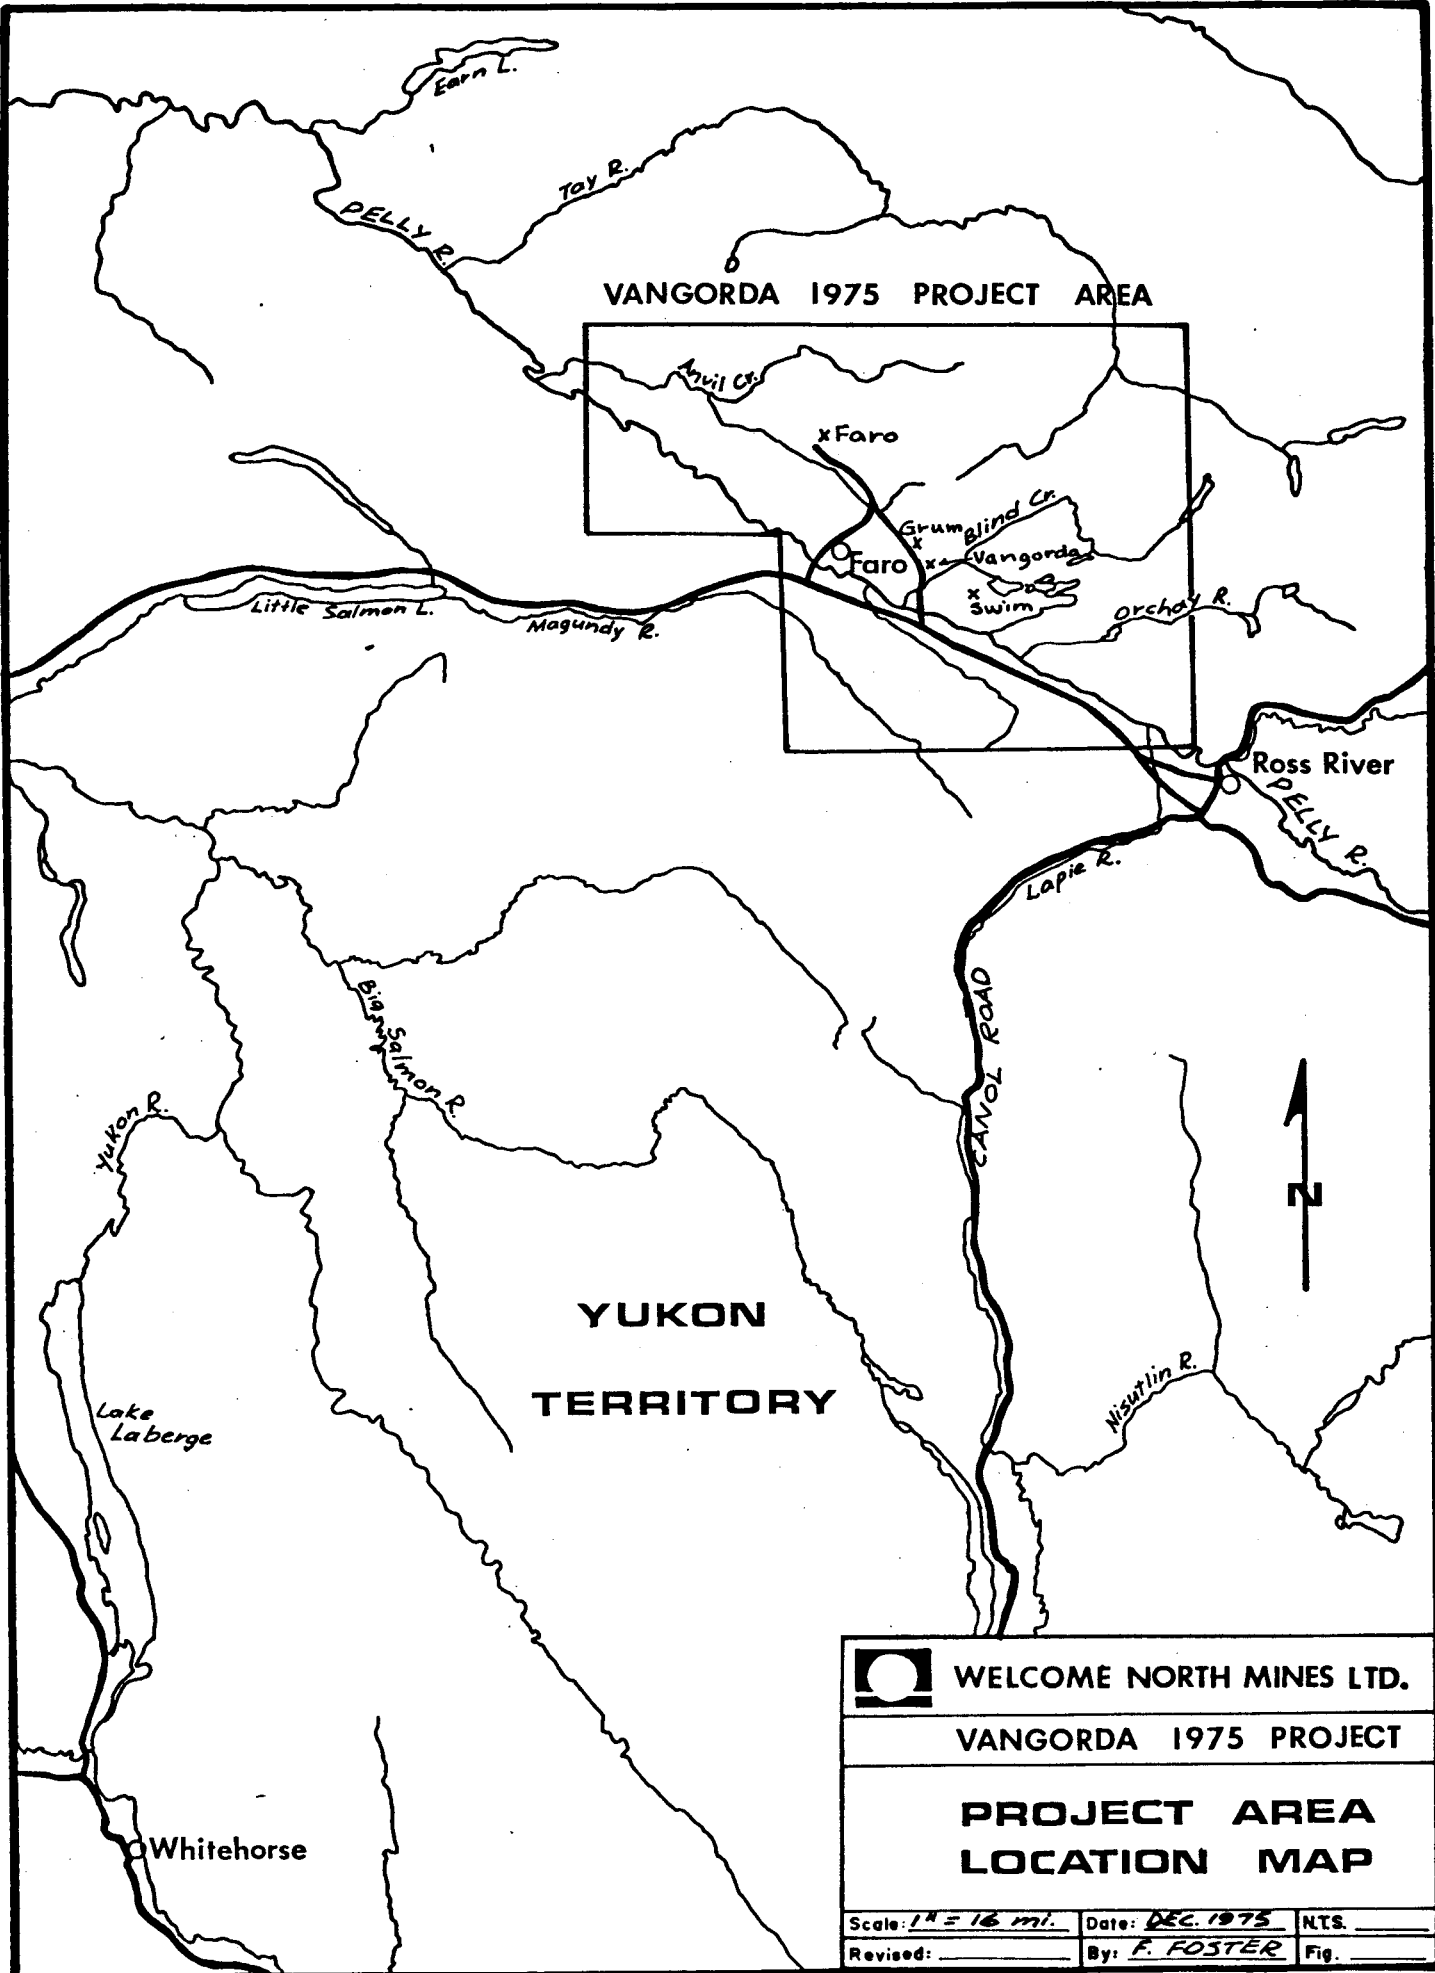 Earn L.
Tay R.
PELLY R.
VANGORDA 1975 PROJECT AREA
Anvil Cr.
xFaro
Grum
x
Blind Cr.
Faro
x
Vangorda
x
Swim
Orchay R.
Little Salmon L.
Magundy R.
Ross River
PELLY R.
Lapie R.
CANOL ROAD
Big Salmon R.
Yukon R.
N
YUKON
TERRITORY
Nisutlin R.
Lake
Laberge
Whitehorse
WELCOME NORTH MINES LTD.
VANGORDA 1975 PROJECT
PROJECT AREA
LOCATION MAP
Scale: 1" = 16 mi. Date: DEC. 1975 N.T.S.
Revised: By: F. FOSTER Fig.